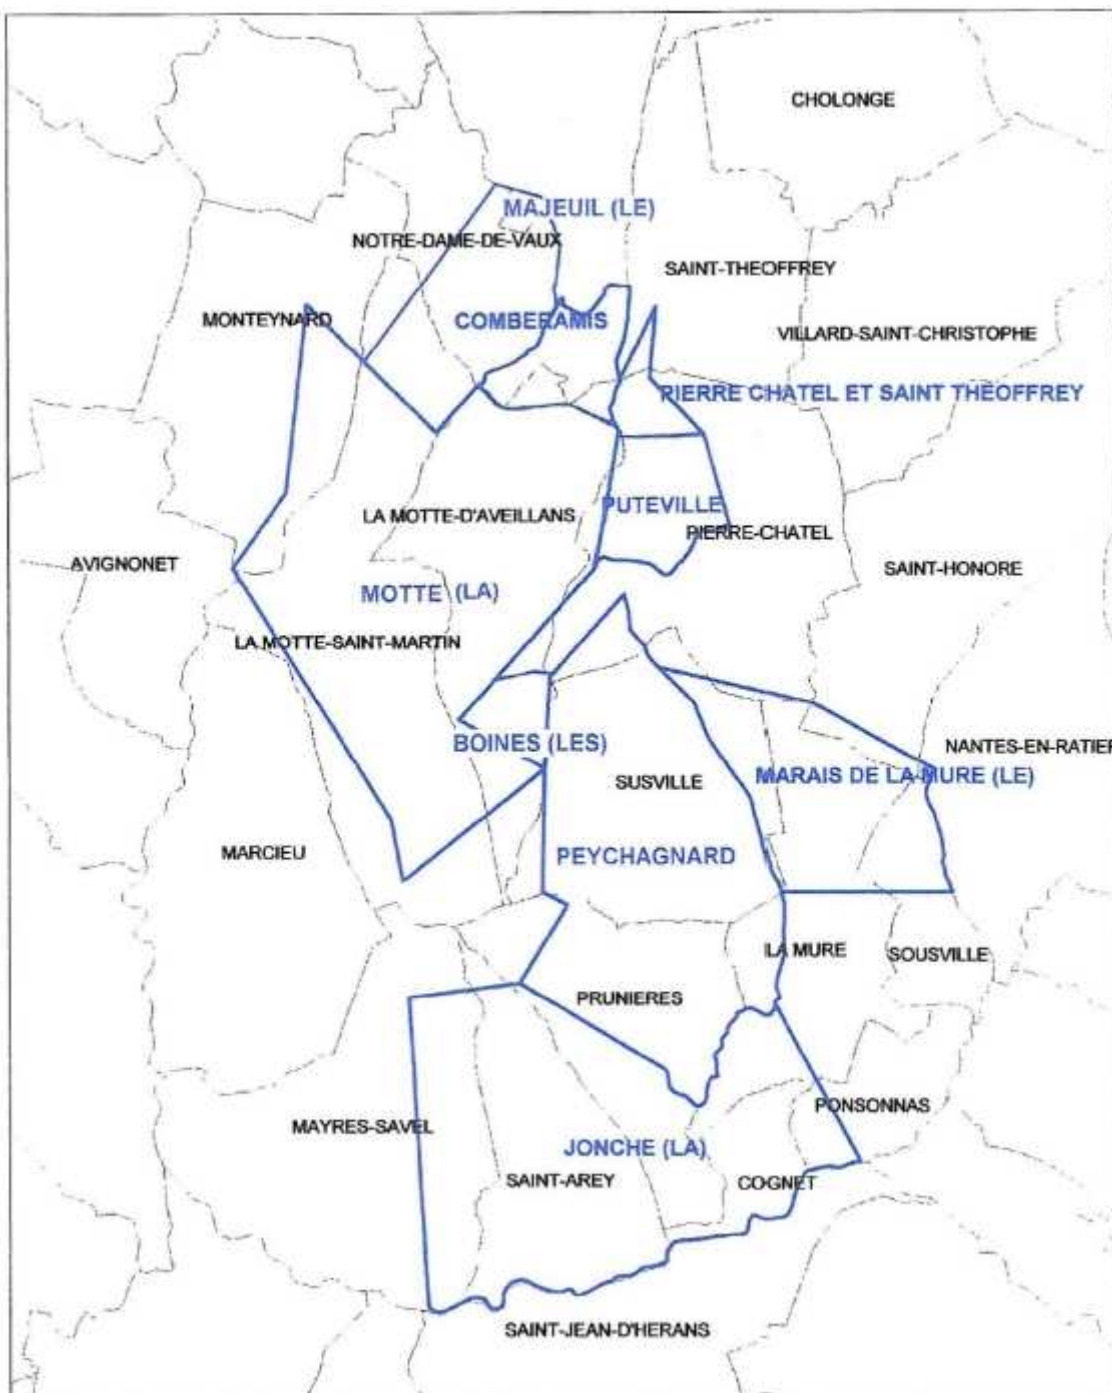 CHOLONGE
MAJEUIL (LE)
NOTRE-DAME-DE-VAUX
SAINT-THEOFFREY
MONTEYNARD
COMBERAMIS
VILLARD-SAINT-CHRISTOPHE
PIERRE CHATEL ET SAINT THEOFFREY
PUTEVILLE
LA MOTTE-D'AVEILLANS
PIERRE-CHATEL
AVIGNONET
SAINT-HONORE
MOTTE (LA)
LA MOTTE-SAINT-MARTIN
BOINES (LES)
NANTES-EN-RATIER
SUSVILLE
MARAIS DE LA MURE (LE)
MARCIEU
PEYCHAGNARD
LA MURE
SOUSVILLE
PRUNIERES
PONSONNAS
MAYRES-SAVEL
JONCHE (LA)
SAINT-AREY
COGNET
SAINT-JEAN-D'HERANS